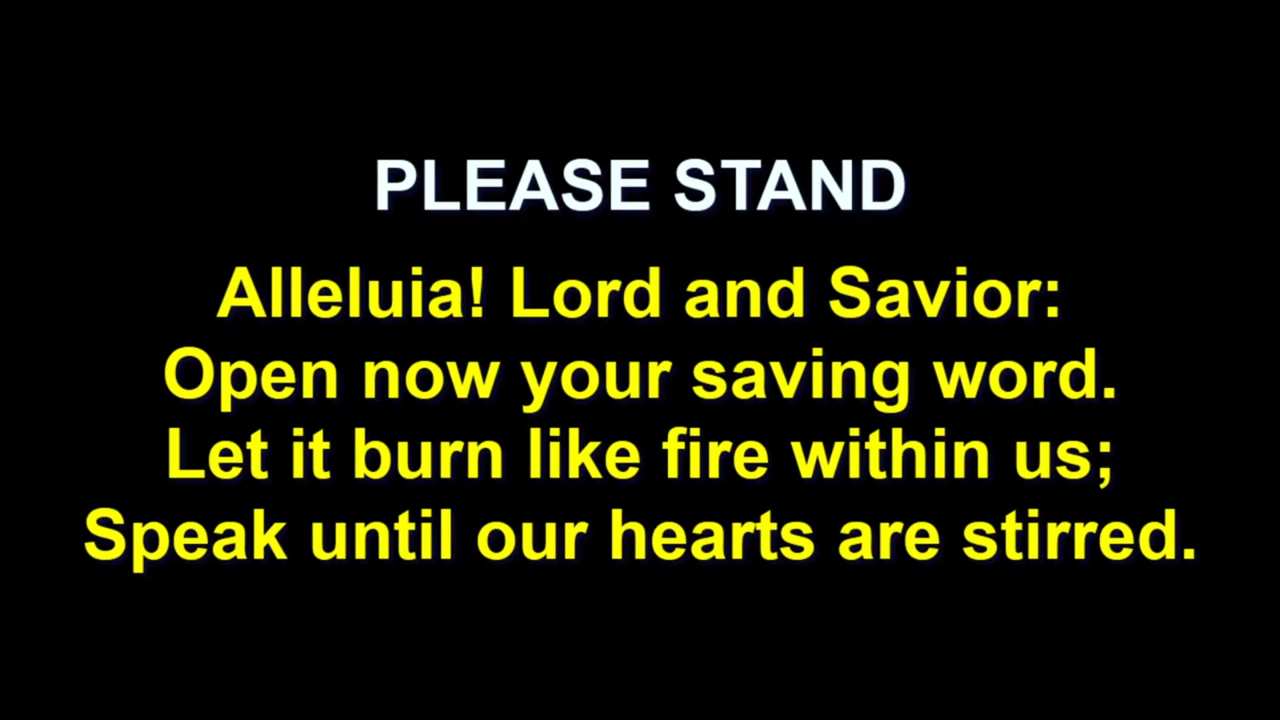 PLEASE STAND
Alleluia! Lord and Savior:
Open now your saving word.
Let it burn like fire within us;
Speak until our hearts are stirred.